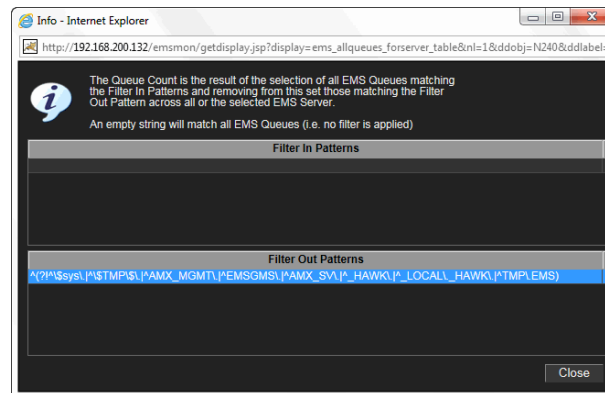 Info - Internet Explorer
http://192.168.200.132/emsmon/getdisplay.jsp?display=ems_allqueues_forserver_table&nl=1&ddobj=N240&ddlabel=
The Queue Count is the result of the selection of all EMS Queues matching
the Filter In Patterns and removing from this set those matching the Filter
Out Pattern across all or the selected EMS Server.
An empty string will match all EMS Queues (i.e. no filter is applied)
Filter In Patterns
Filter Out Patterns
^(?!^\$sys\.|^\$TMP\$\.|^AMX_MGMT\.|^EMSGMS\.|^AMX_SV\.|^_HAWK\.|^_LOCAL\_HAWK\.|^TMP\.EMS)
Close